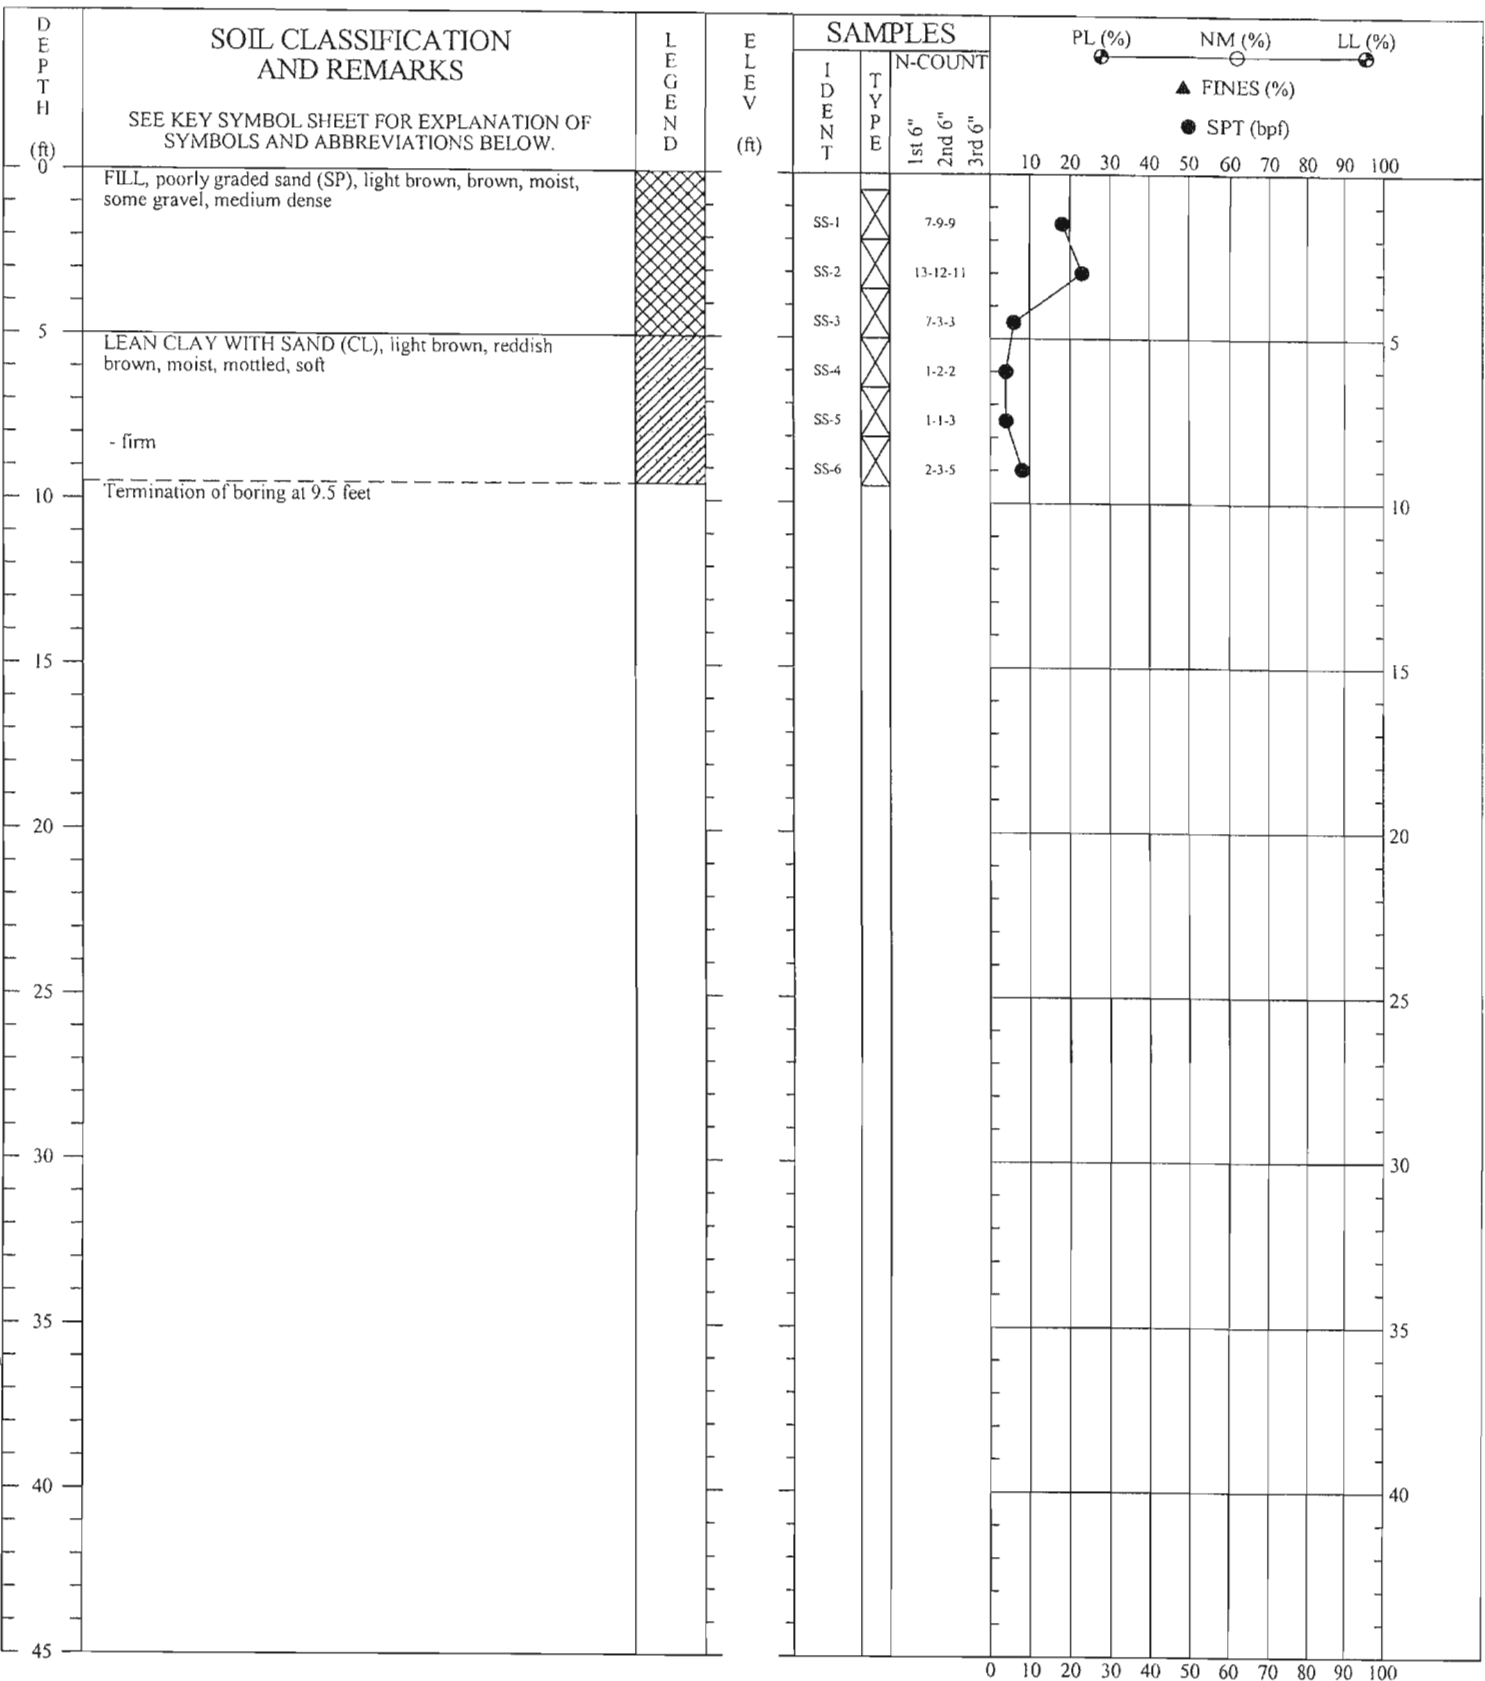 DEPTH
(ft)
SOIL CLASSIFICATION
AND REMARKS
SEE KEY SYMBOL SHEET FOR EXPLANATION OF
SYMBOLS AND ABBREVIATIONS BELOW.
LEGEND
ELEV
(ft)
SAMPLES
IDENT
TYPE
N-COUNT
1st 6"
2nd 6"
3rd 6"
PL (%) NM (%) LL (%)
▲ FINES (%)
● SPT (bpf)
10 20 30 40 50 60 70 80 90 100
0
FILL, poorly graded sand (SP), light brown, brown, moist,
some gravel, medium dense
SS-1 7-9-9
SS-2 13-12-11
SS-3 7-3-3
5 5
LEAN CLAY WITH SAND (CL), light brown, reddish
brown, moist, mottled, soft
SS-4 1-2-2
SS-5 1-1-3
- firm
SS-6 2-3-5
Termination of boring at 9.5 feet
10 10
15 15
20 20
25 25
30 30
35 35
40 40
45
0 10 20 30 40 50 60 70 80 90 100